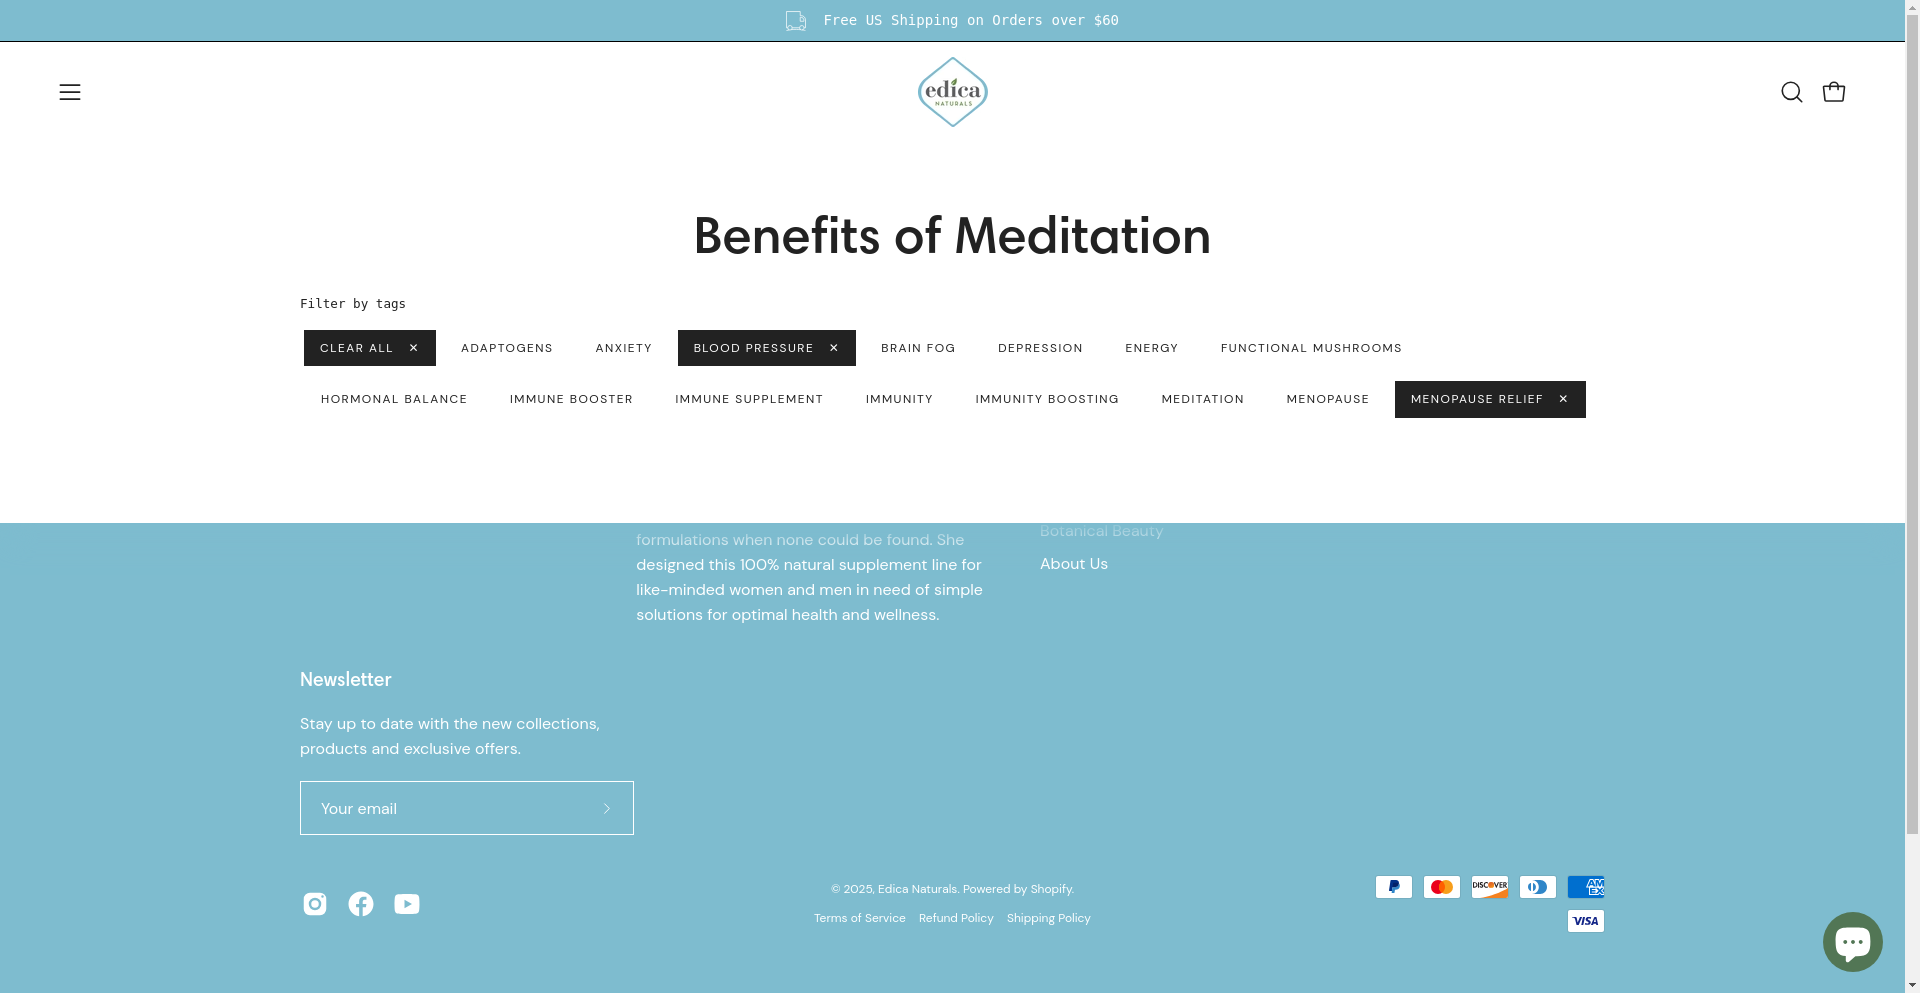 Free US Shipping on Orders over $60
edica
NATURALS
Benefits of Meditation
Filter by tags
CLEAR ALL ✕ ADAPTOGENS ANXIETY BLOOD PRESSURE ✕ BRAIN FOG DEPRESSION ENERGY FUNCTIONAL MUSHROOMS
HORMONAL BALANCE IMMUNE BOOSTER IMMUNE SUPPLEMENT IMMUNITY IMMUNITY BOOSTING MEDITATION MENOPAUSE MENOPAUSE RELIEF ✕
formulations when none could be found. She
designed this 100% natural supplement line for
like-minded women and men in need of simple
solutions for optimal health and wellness.
Botanical Beauty
About Us
Newsletter
Stay up to date with the new collections,
products and exclusive offers.
Your email
© 2025, Edica Naturals. Powered by Shopify.
Terms of Service Refund Policy Shipping Policy
DISCOVER
AM
EX
VISA